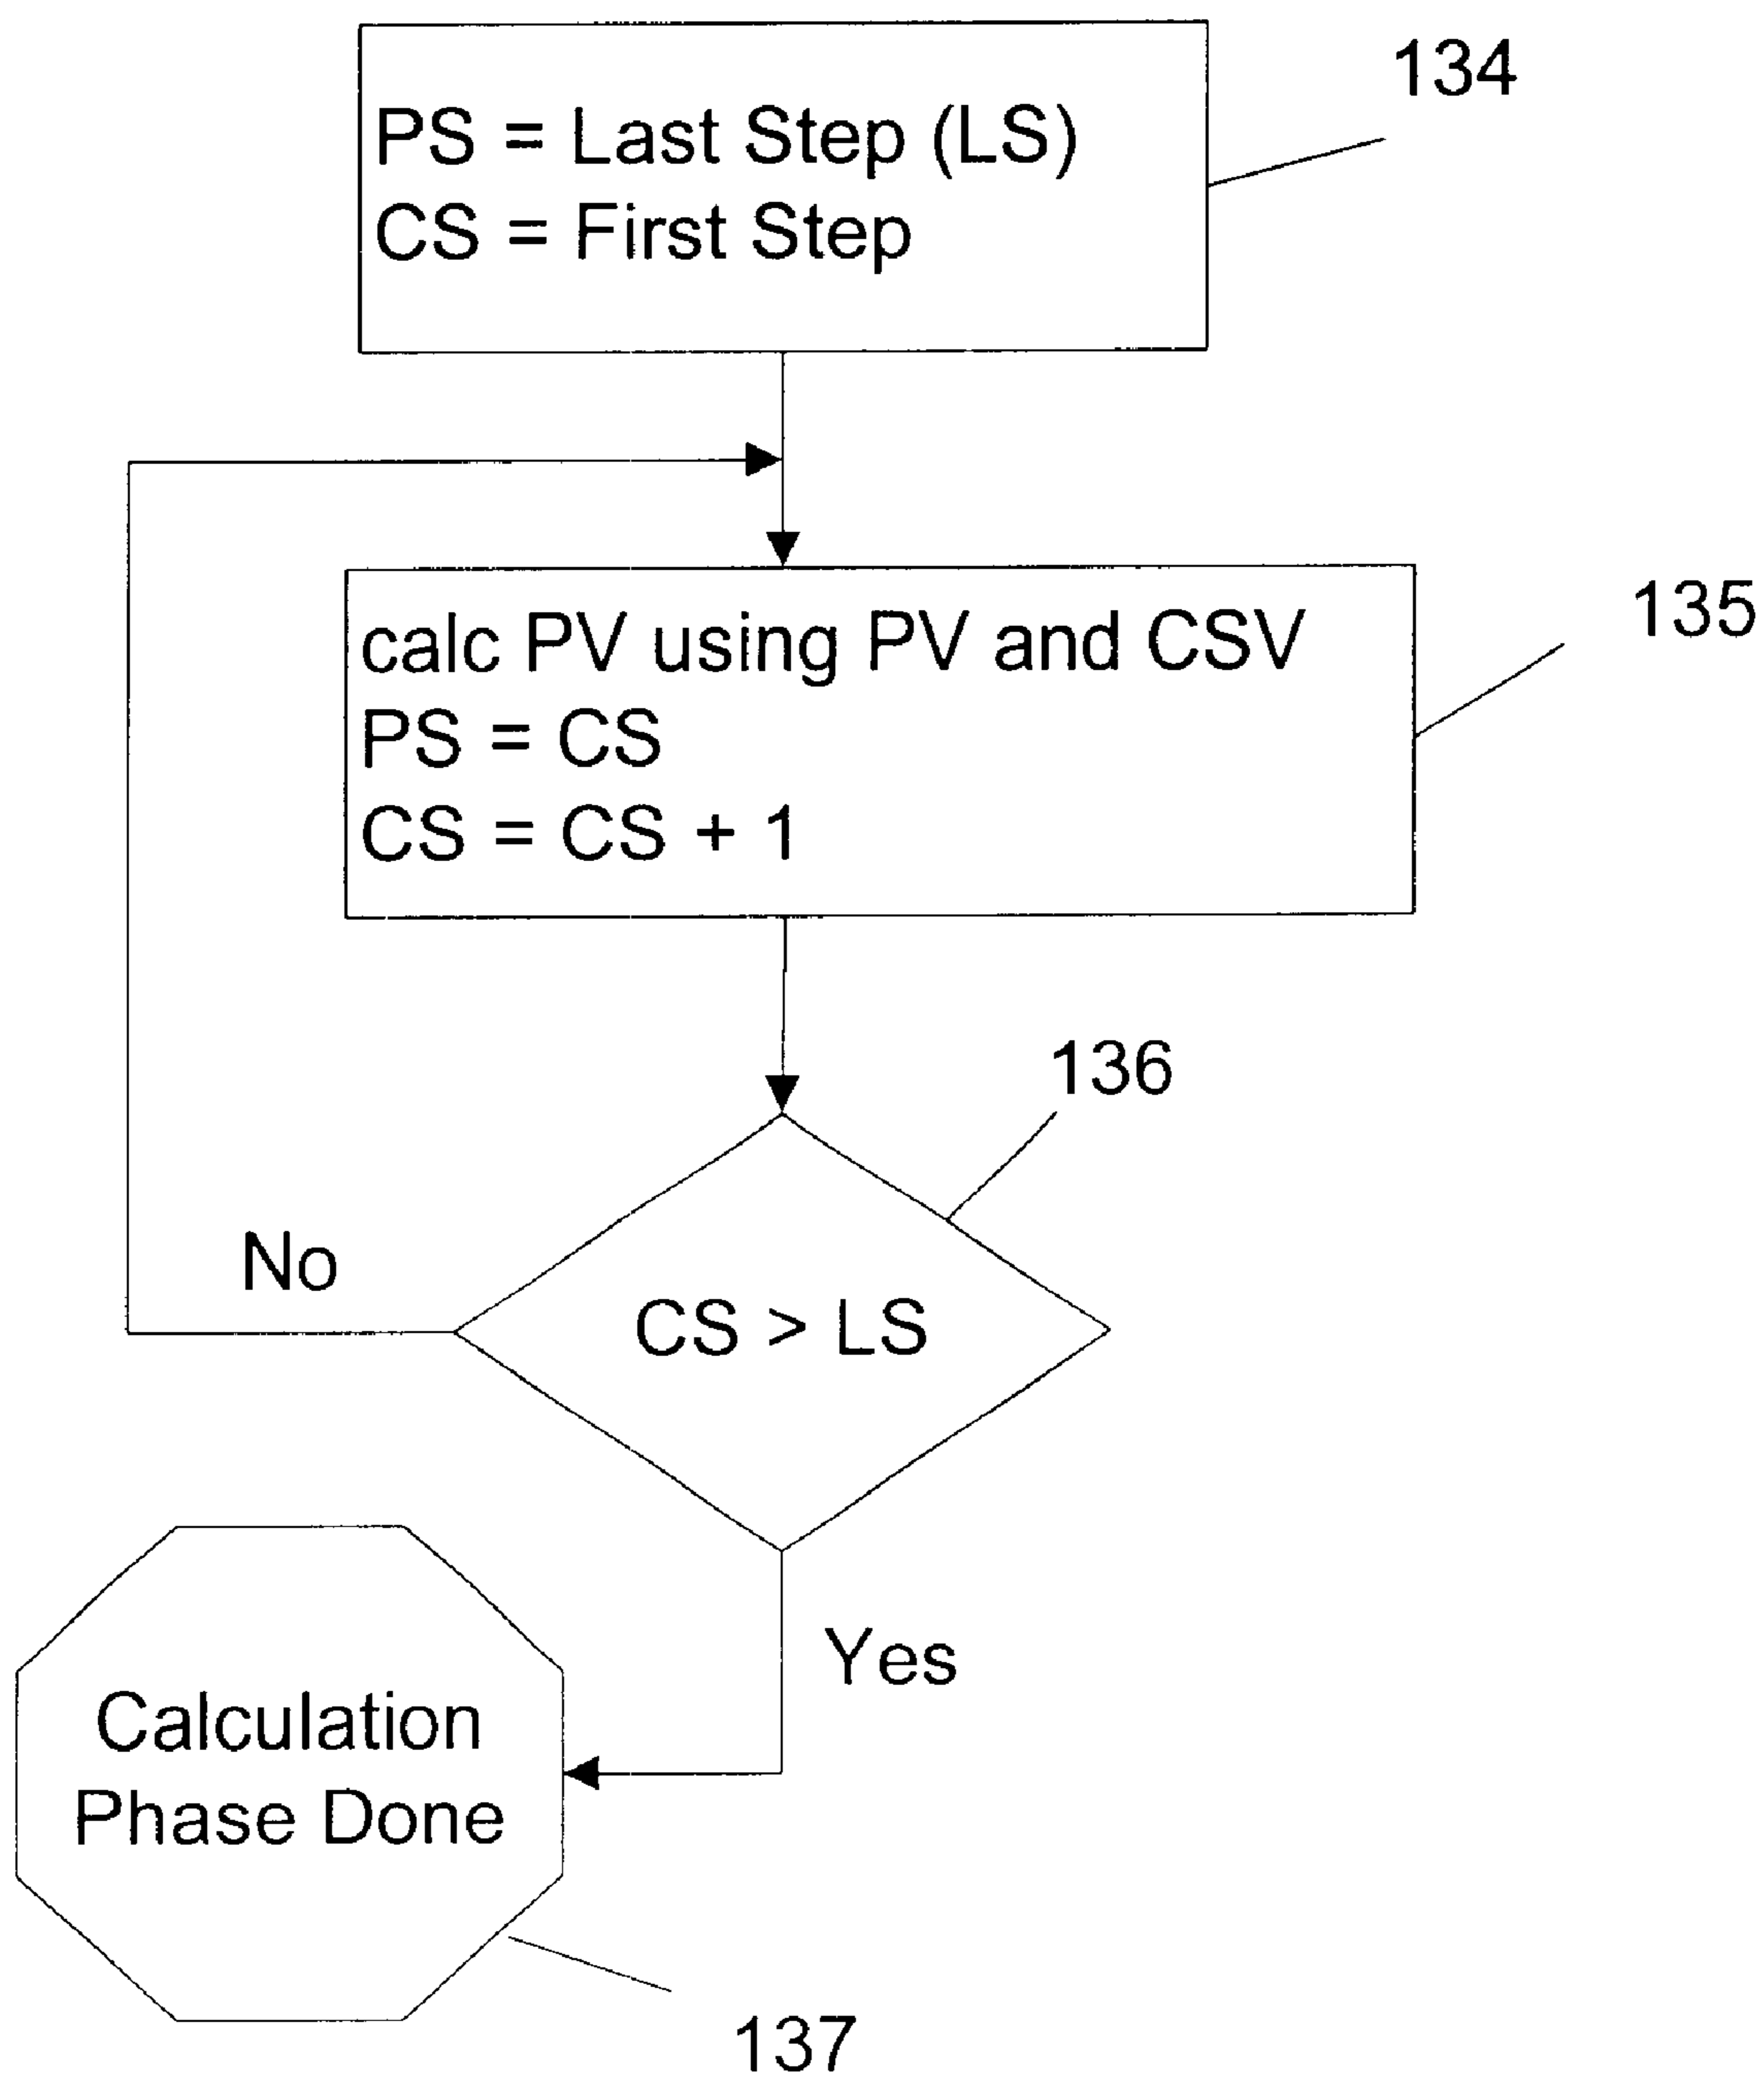 134
PS = Last Step (LS)
CS = First Step
135
calc PV using PV and CSV
PS = CS
CS = CS + 1
136
No
CS > LS
Yes
Calculation
Phase Done
137